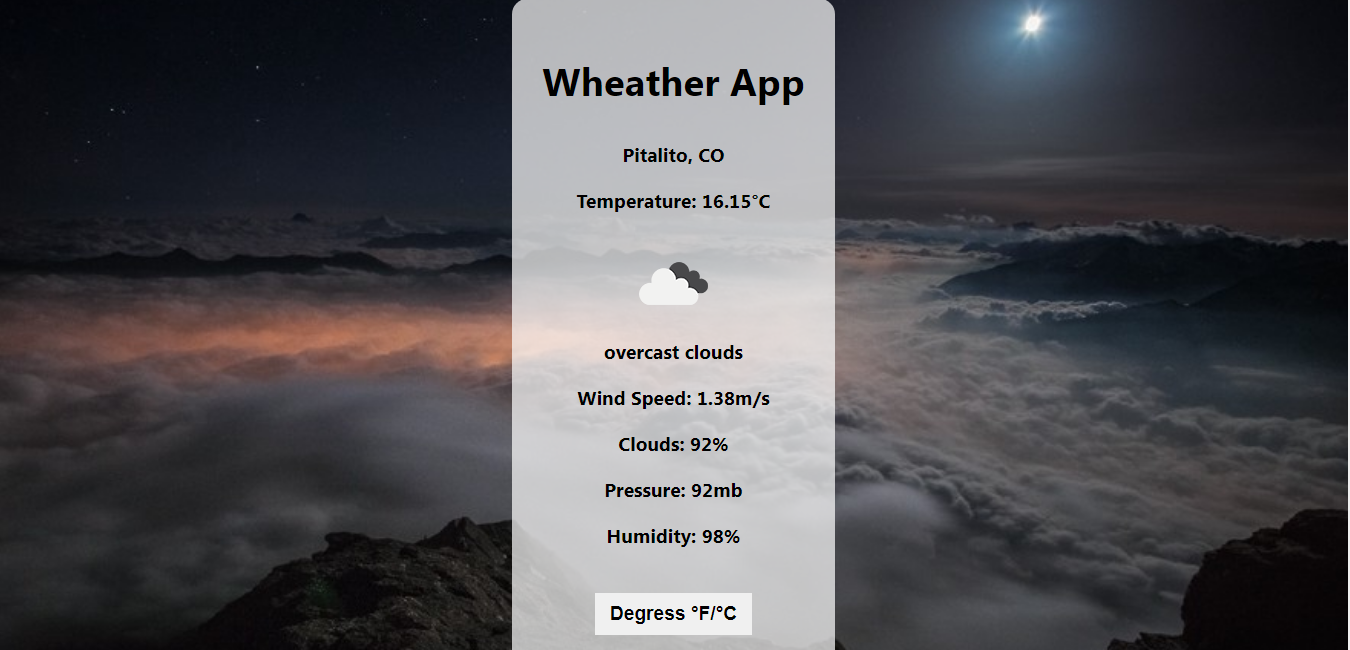 Wheather App
Pitalito, CO
Temperature: 16.15°C
overcast clouds
Wind Speed: 1.38m/s
Clouds: 92%
Pressure: 92mb
Humidity: 98%
Degress °F/°C